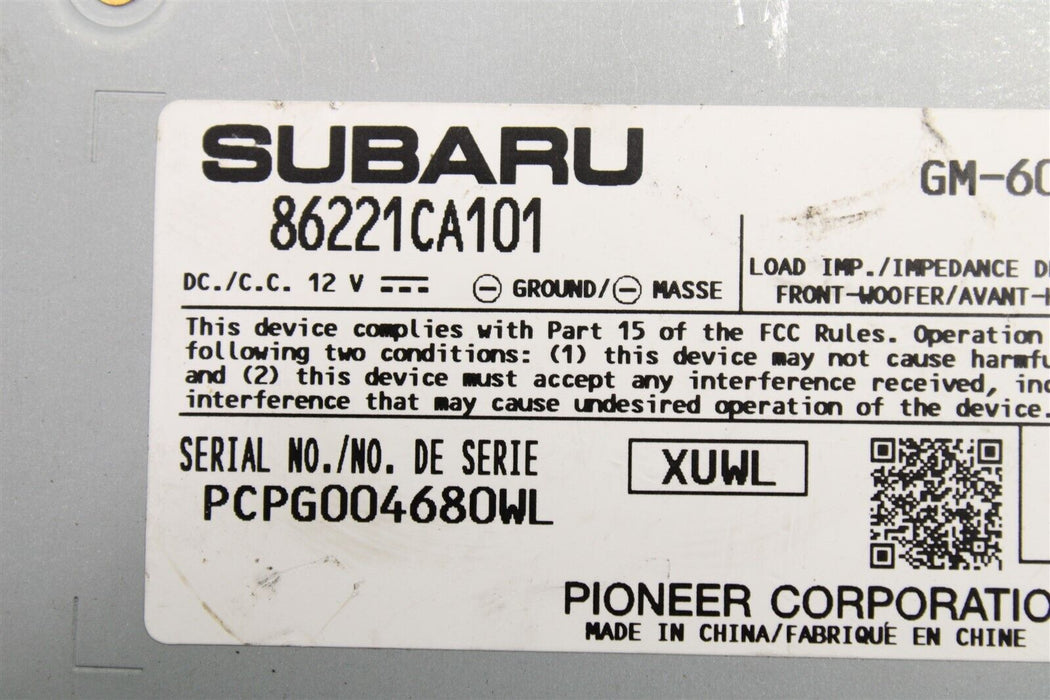 SUBARU
86221CA101
GM-60
DC./C.C. 12 V ⊖ GROUND/⊖ MASSE
LOAD IMP./IMPEDANCE
FRONT-WOOFER/AVANT-
This device complies with Part 15 of the FCC Rules. Operation
following two conditions: (1) this device may not cause harmfu
and (2) this device must accept any interference received, inc
interference that may cause undesired operation of the device.
SERIAL NO./NO. DE SERIE
PCPG004680WL
XUWL
PIONEER CORPORATIO
MADE IN CHINA/FABRIQUÉ EN CHINE